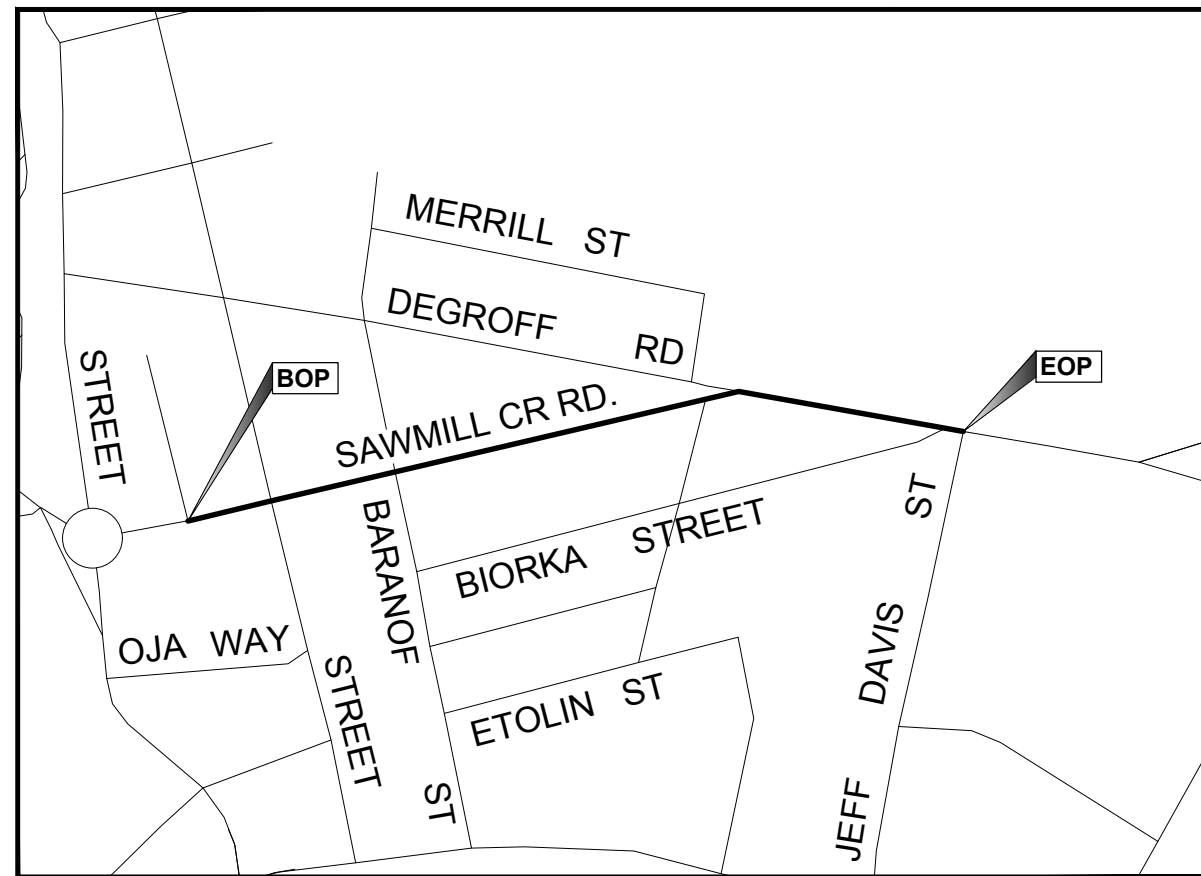 MERRILL ST
DEGROFF RD
BOP
EOP
SAWMILL CR RD.
STREET
BARANOF ST
BIORKA STREET
OJA WAY
STREET
ETOLIN ST
JEFF DAVIS ST